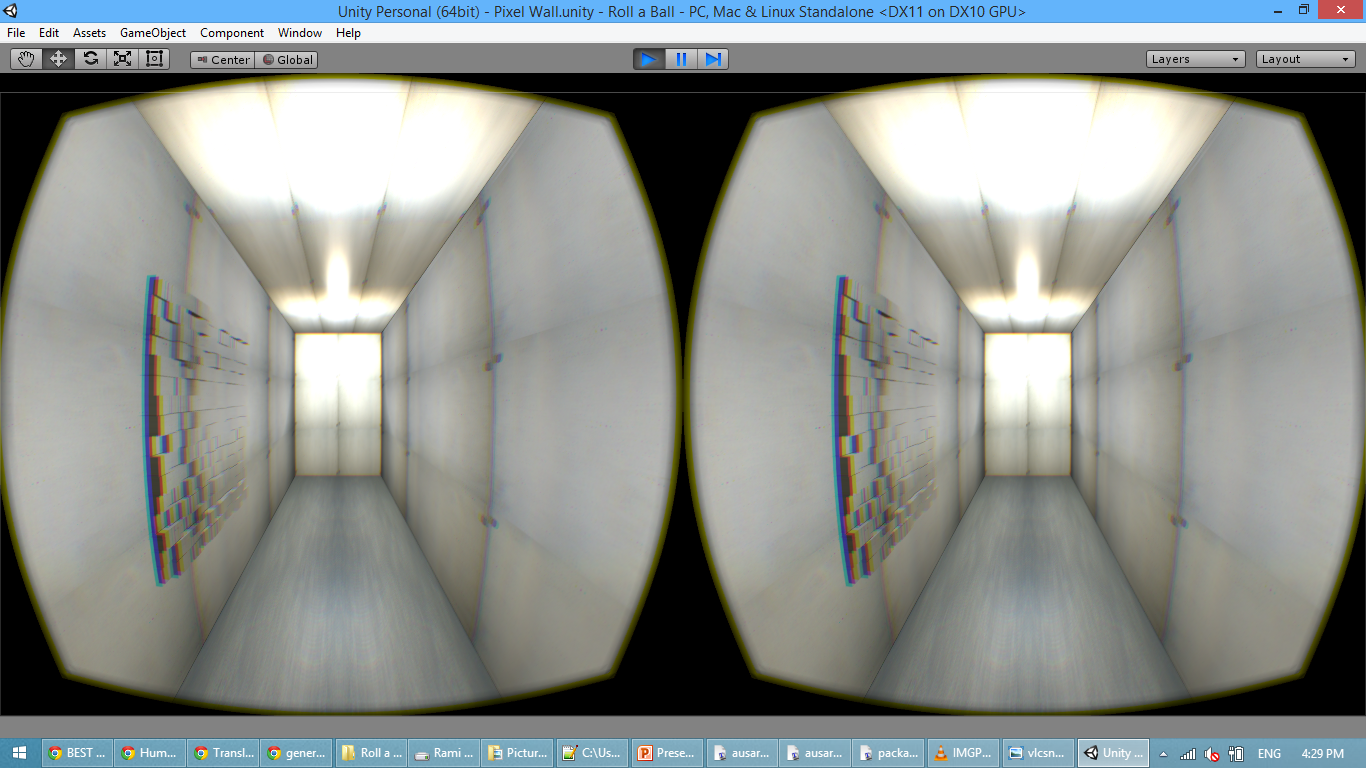 Unity Personal (64bit) - Pixel Wall.unity - Roll a Ball - PC, Mac & Linux Standalone <DX11 on DX10 GPU>
File Edit Assets GameObject Component Window Help
Center Global Layers Layout
BEST ... Hum... Transl... gener... Roll a ... Rami ... Pictur... C:\Us... Prese... ausar... ausar... packa... IMGP... vlcsn... Unity ... ENG 4:29 PM